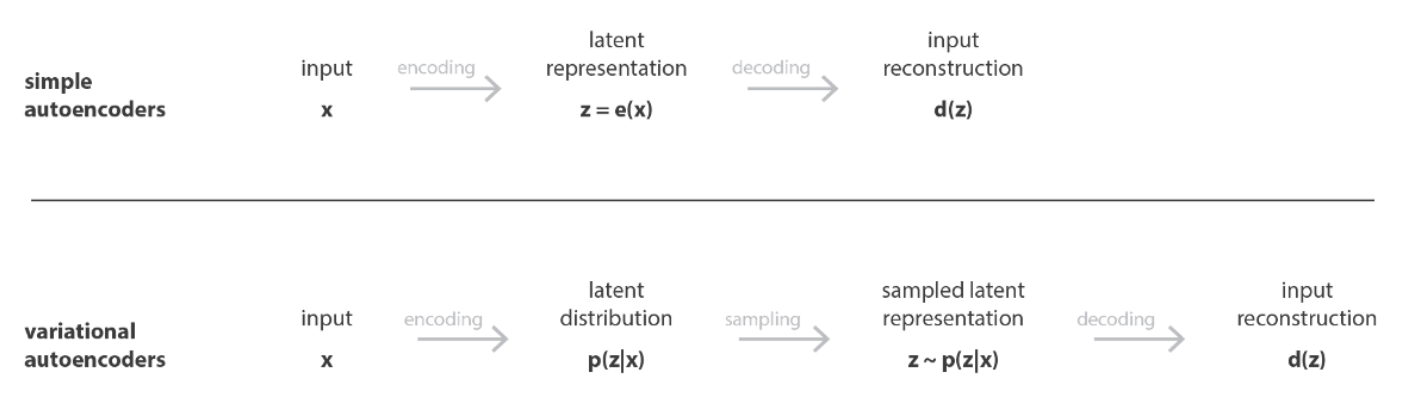 simple
autoencoders
input
x
encoding
latent
representation
z = e(x)
decoding
input
reconstruction
d(z)
variational
autoencoders
input
x
encoding
latent
distribution
p(z|x)
sampling
sampled latent
representation
z ~ p(z|x)
decoding
input
reconstruction
d(z)